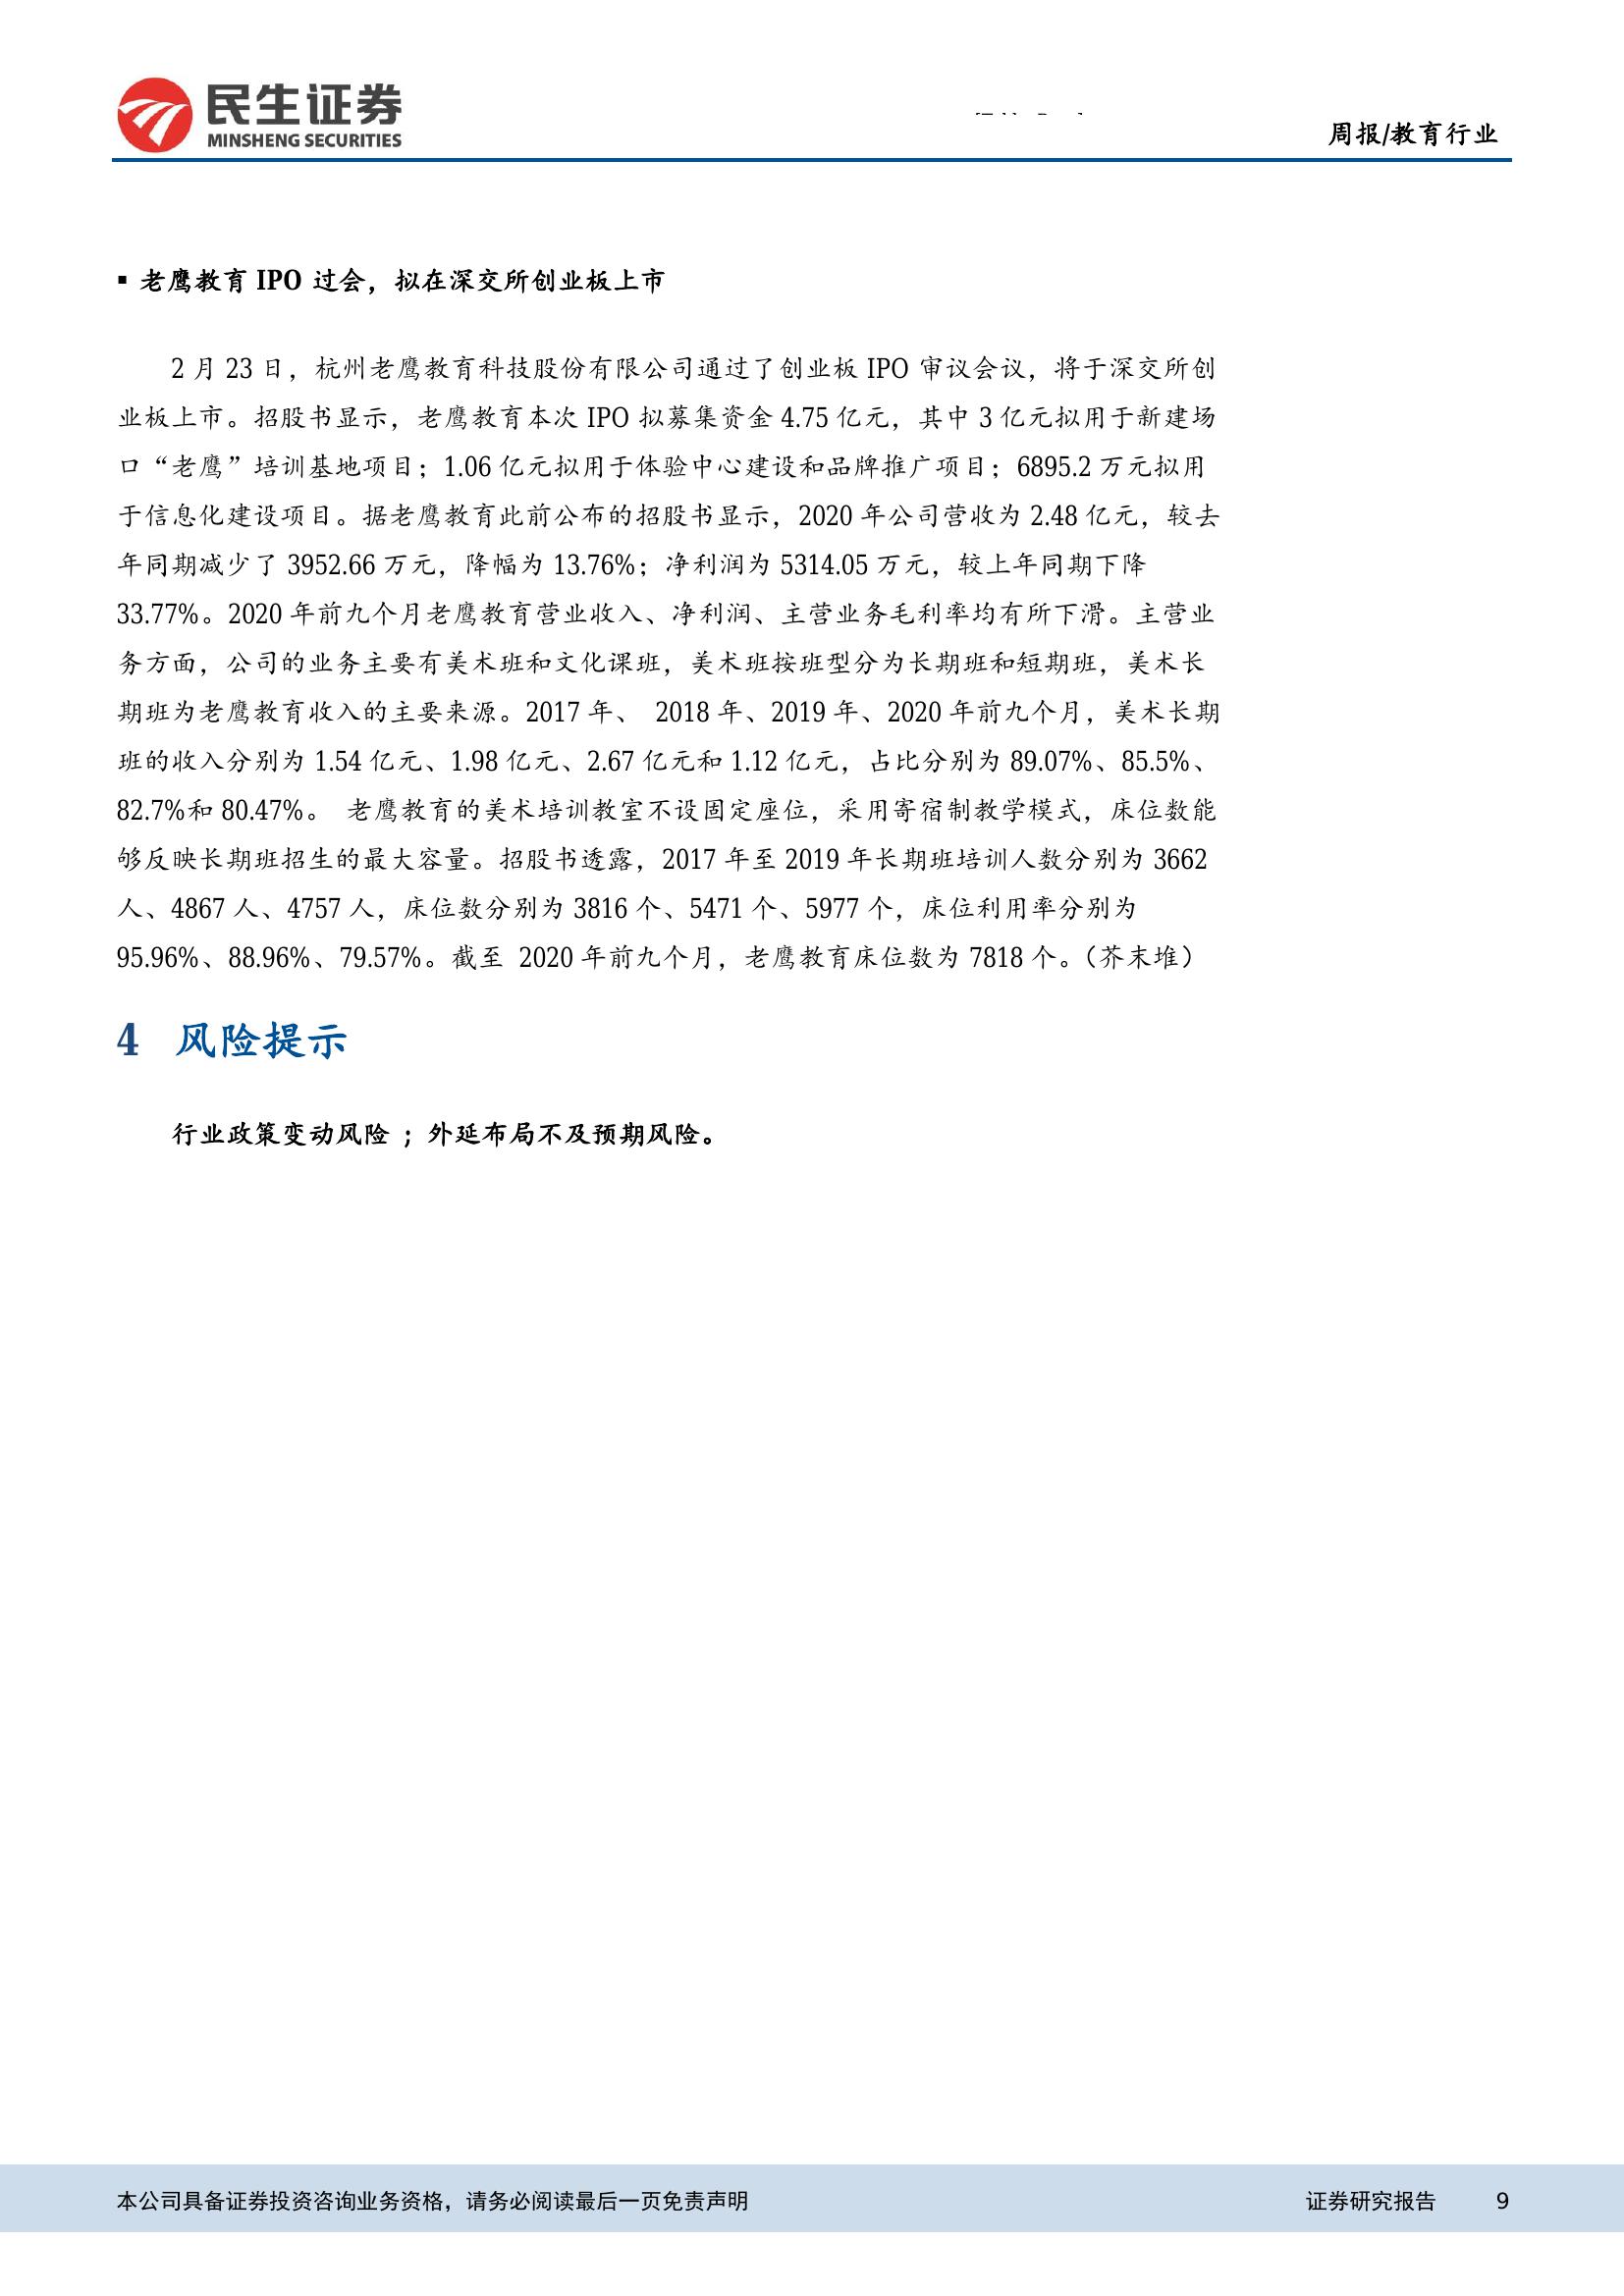 民生证券
MINSHENG SECURITIES
周报/教育行业
▪ 老鹰教育 IPO 过会，拟在深交所创业板上市
2 月 23 日，杭州老鹰教育科技股份有限公司通过了创业板 IPO 审议会议，将于深交所创
业板上市。招股书显示，老鹰教育本次 IPO 拟募集资金 4.75 亿元，其中 3 亿元拟用于新建场
口“老鹰”培训基地项目；1.06 亿元拟用于体验中心建设和品牌推广项目；6895.2 万元拟用
于信息化建设项目。据老鹰教育此前公布的招股书显示，2020 年公司营收为 2.48 亿元，较去
年同期减少了 3952.66 万元，降幅为 13.76%；净利润为 5314.05 万元，较上年同期下降
33.77%。2020 年前九个月老鹰教育营业收入、净利润、主营业务毛利率均有所下滑。主营业
务方面，公司的业务主要有美术班和文化课班，美术班按班型分为长期班和短期班，美术长
期班为老鹰教育收入的主要来源。2017 年、 2018 年、2019 年、2020 年前九个月，美术长期
班的收入分别为 1.54 亿元、1.98 亿元、2.67 亿元和 1.12 亿元，占比分别为 89.07%、85.5%、
82.7%和 80.47%。 老鹰教育的美术培训教室不设固定座位，采用寄宿制教学模式，床位数能
够反映长期班招生的最大容量。招股书透露，2017 年至 2019 年长期班培训人数分别为 3662
人、4867 人、4757 人，床位数分别为 3816 个、5471 个、5977 个，床位利用率分别为
95.96%、88.96%、79.57%。截至 2020 年前九个月，老鹰教育床位数为 7818 个。（芥末堆）
4 风险提示
行业政策变动风险 ；外延布局不及预期风险。
本公司具备证券投资咨询业务资格，请务必阅读最后一页免责声明
证券研究报告 9